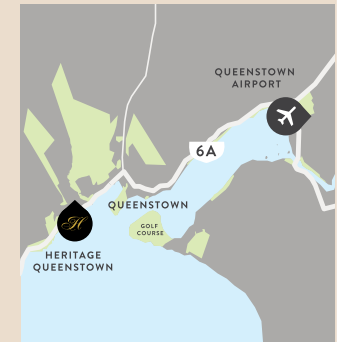 QUEENSTOWN
AIRPORT
6A
QUEENSTOWN
GOLF
COURSE
H
HERITAGE
QUEENSTOWN